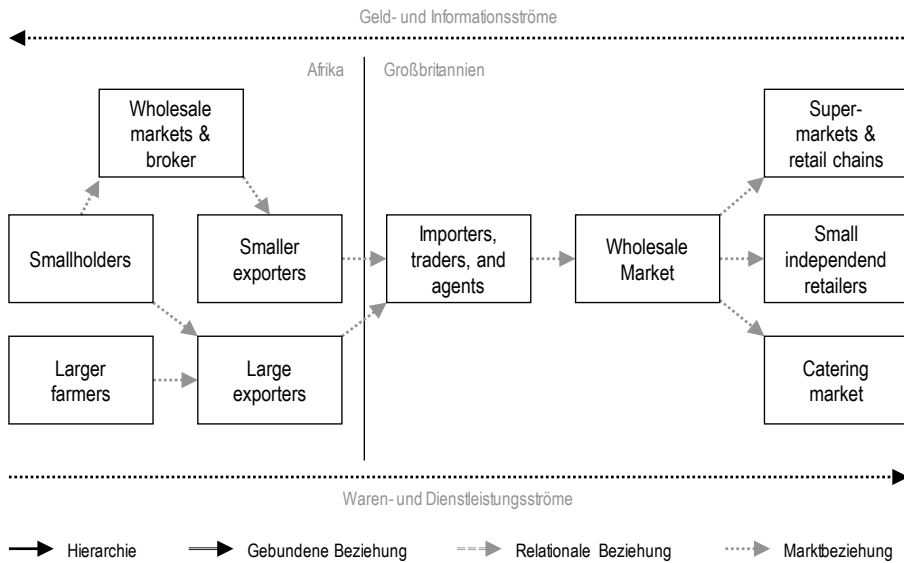 Geld- und Informationsströme
Afrika
Großbritannien
Wholesale
markets &
broker
Super-
markets &
retail chains
Smallholders
Smaller
exporters
Importers,
traders, and
agents
Wholesale
Market
Small
independend
retailers
Larger
farmers
Large
exporters
Catering
market
Waren- und Dienstleistungsströme
Hierarchie
Gebundene Beziehung
Relationale Beziehung
Marktbeziehung